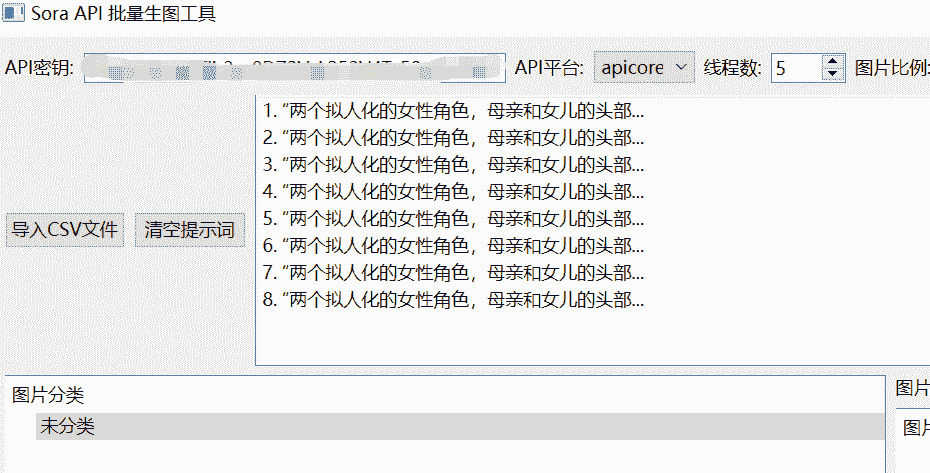 Sora API 批量生图工具
API密钥: API平台: apicore 线程数: 5 图片比例:
1. “两个拟人化的女性角色，母亲和女儿的头部...
2. “两个拟人化的女性角色，母亲和女儿的头部...
3. “两个拟人化的女性角色，母亲和女儿的头部...
4. “两个拟人化的女性角色，母亲和女儿的头部...
5. “两个拟人化的女性角色，母亲和女儿的头部...
6. “两个拟人化的女性角色，母亲和女儿的头部...
7. “两个拟人化的女性角色，母亲和女儿的头部...
8. “两个拟人化的女性角色，母亲和女儿的头部...
导入CSV文件 清空提示词
图片分类 图片
未分类 图片